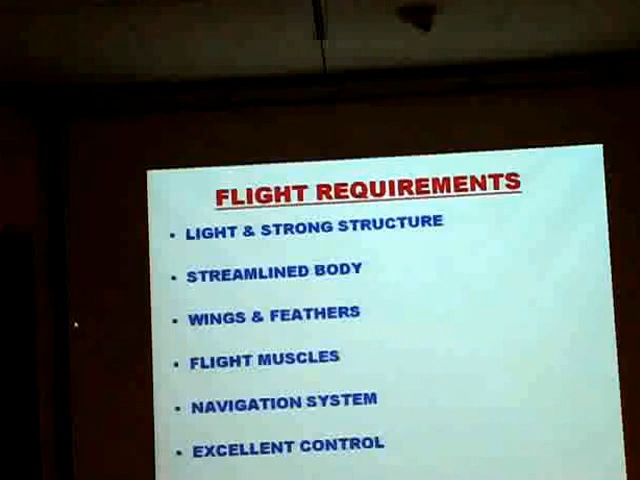 FLIGHT REQUIREMENTS
• LIGHT & STRONG STRUCTURE
• STREAMLINED BODY
• WINGS & FEATHERS
• FLIGHT MUSCLES
• NAVIGATION SYSTEM
• EXCELLENT CONTROL